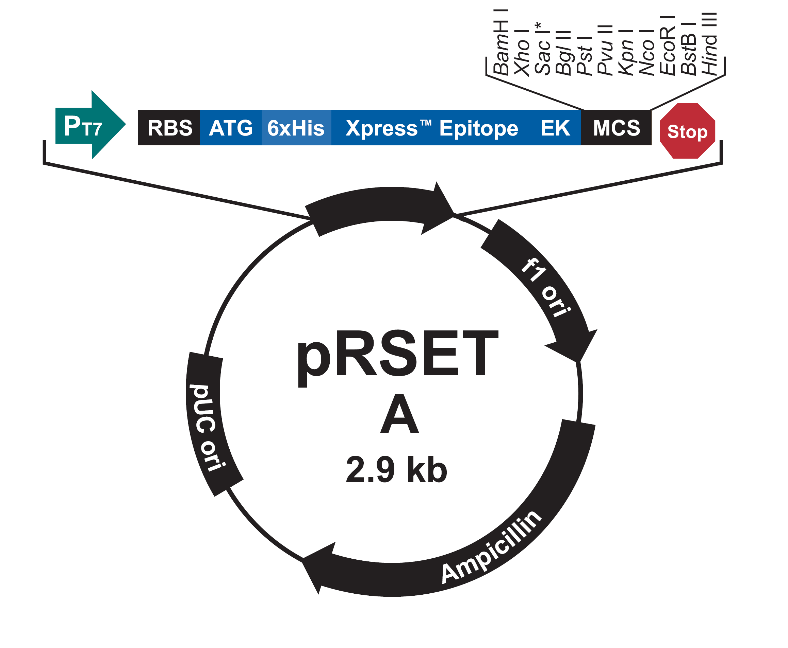 BamH I
Xho I
Sac I*
Bgl II
Pst I
Pvu II
Kpn I
Nco I
EcoR I
BstB I
Hind III
PT7
RBS ATG 6xHis Xpress™ Epitope EK MCS
Stop
f1 ori
pRSET
A
2.9 kb
pUC ori
Ampicillin